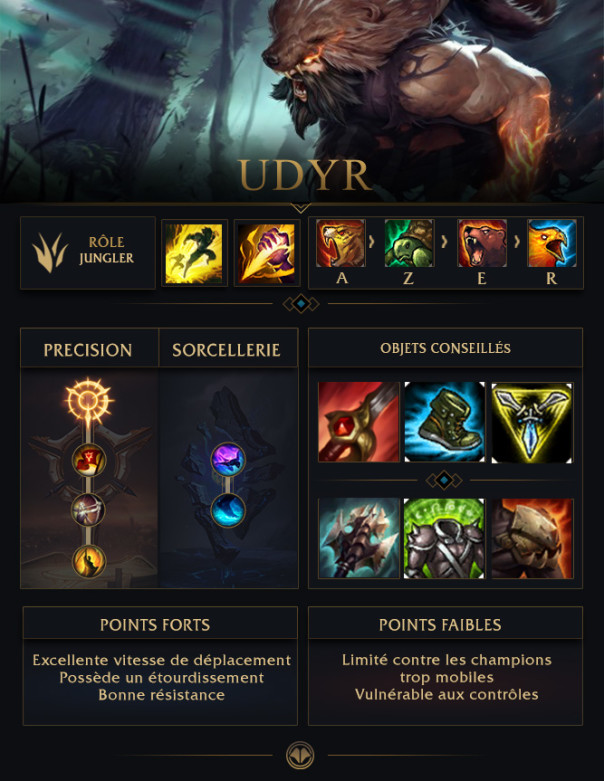 UDYR
RÔLE
JUNGLER
A Z E R
PRECISION
SORCELLERIE
OBJETS CONSEILLÉS
POINTS FORTS
Excellente vitesse de déplacement
Possède un étourdissement
Bonne résistance
POINTS FAIBLES
Limité contre les champions
trop mobiles
Vulnérable aux contrôles